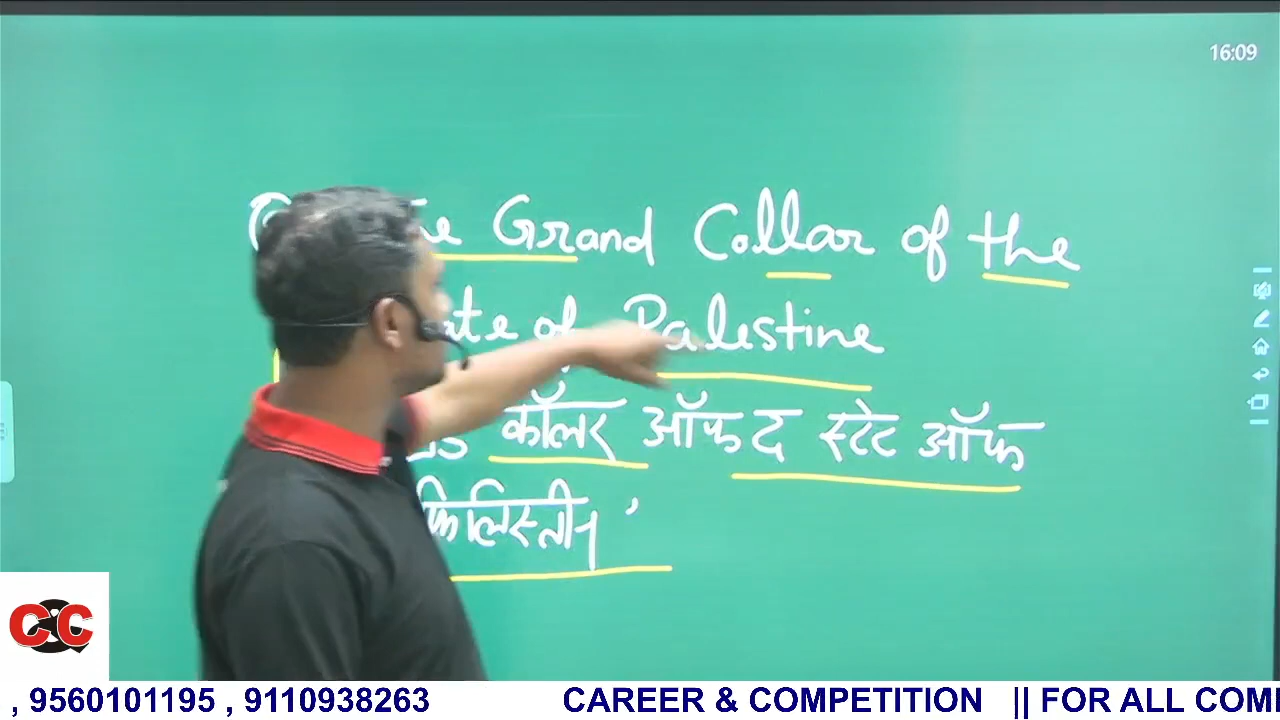 16:09
Grand Collar of the
of Palestine
कॉलर ऑफ द स्टेट ऑफ
फिलिस्तीन '
CC
, 9560101195 , 9110938263 CAREER & COMPETITION || FOR ALL COM